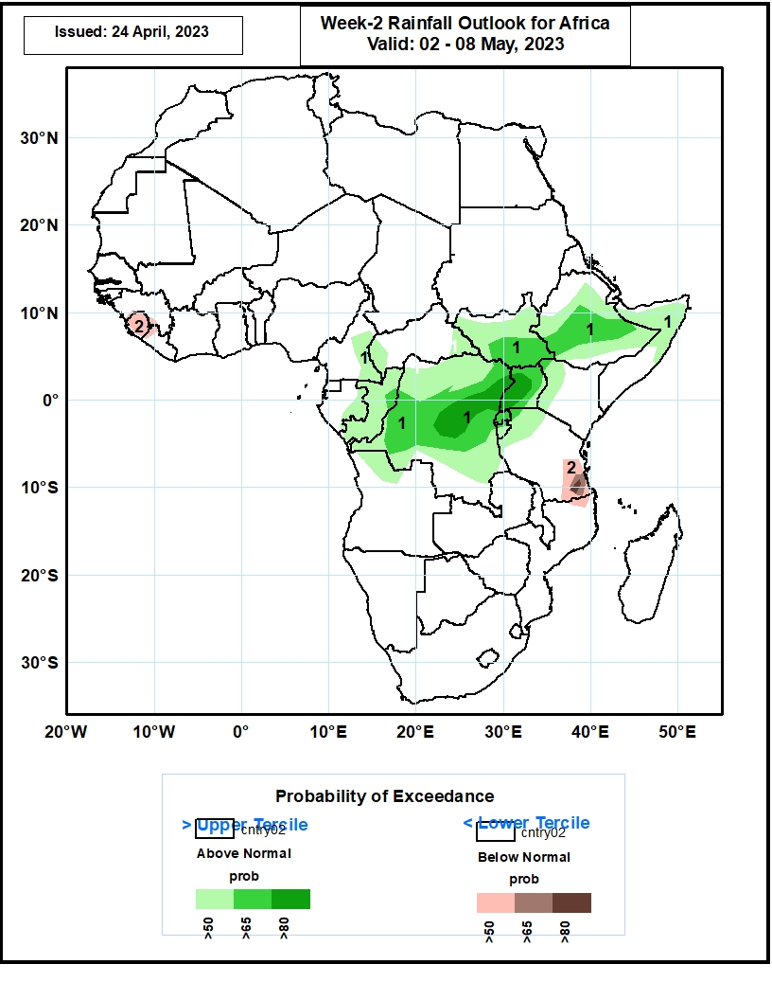 Issued: 24 April, 2023
Week-2 Rainfall Outlook for Africa
Valid: 02 - 08 May, 2023
30°N
20°N
10°N
0°
10°S
20°S
30°S
2
1
1
1
1
1
1
2
20°W 10°W 0° 10°E 20°E 30°E 40°E 50°E
Probability of Exceedance
> Upper Tercile
cntry02
Above Normal
prob
>50 >65 >80
< Lower Tercile
cntry02
Below Normal
prob
>50 >65 >80